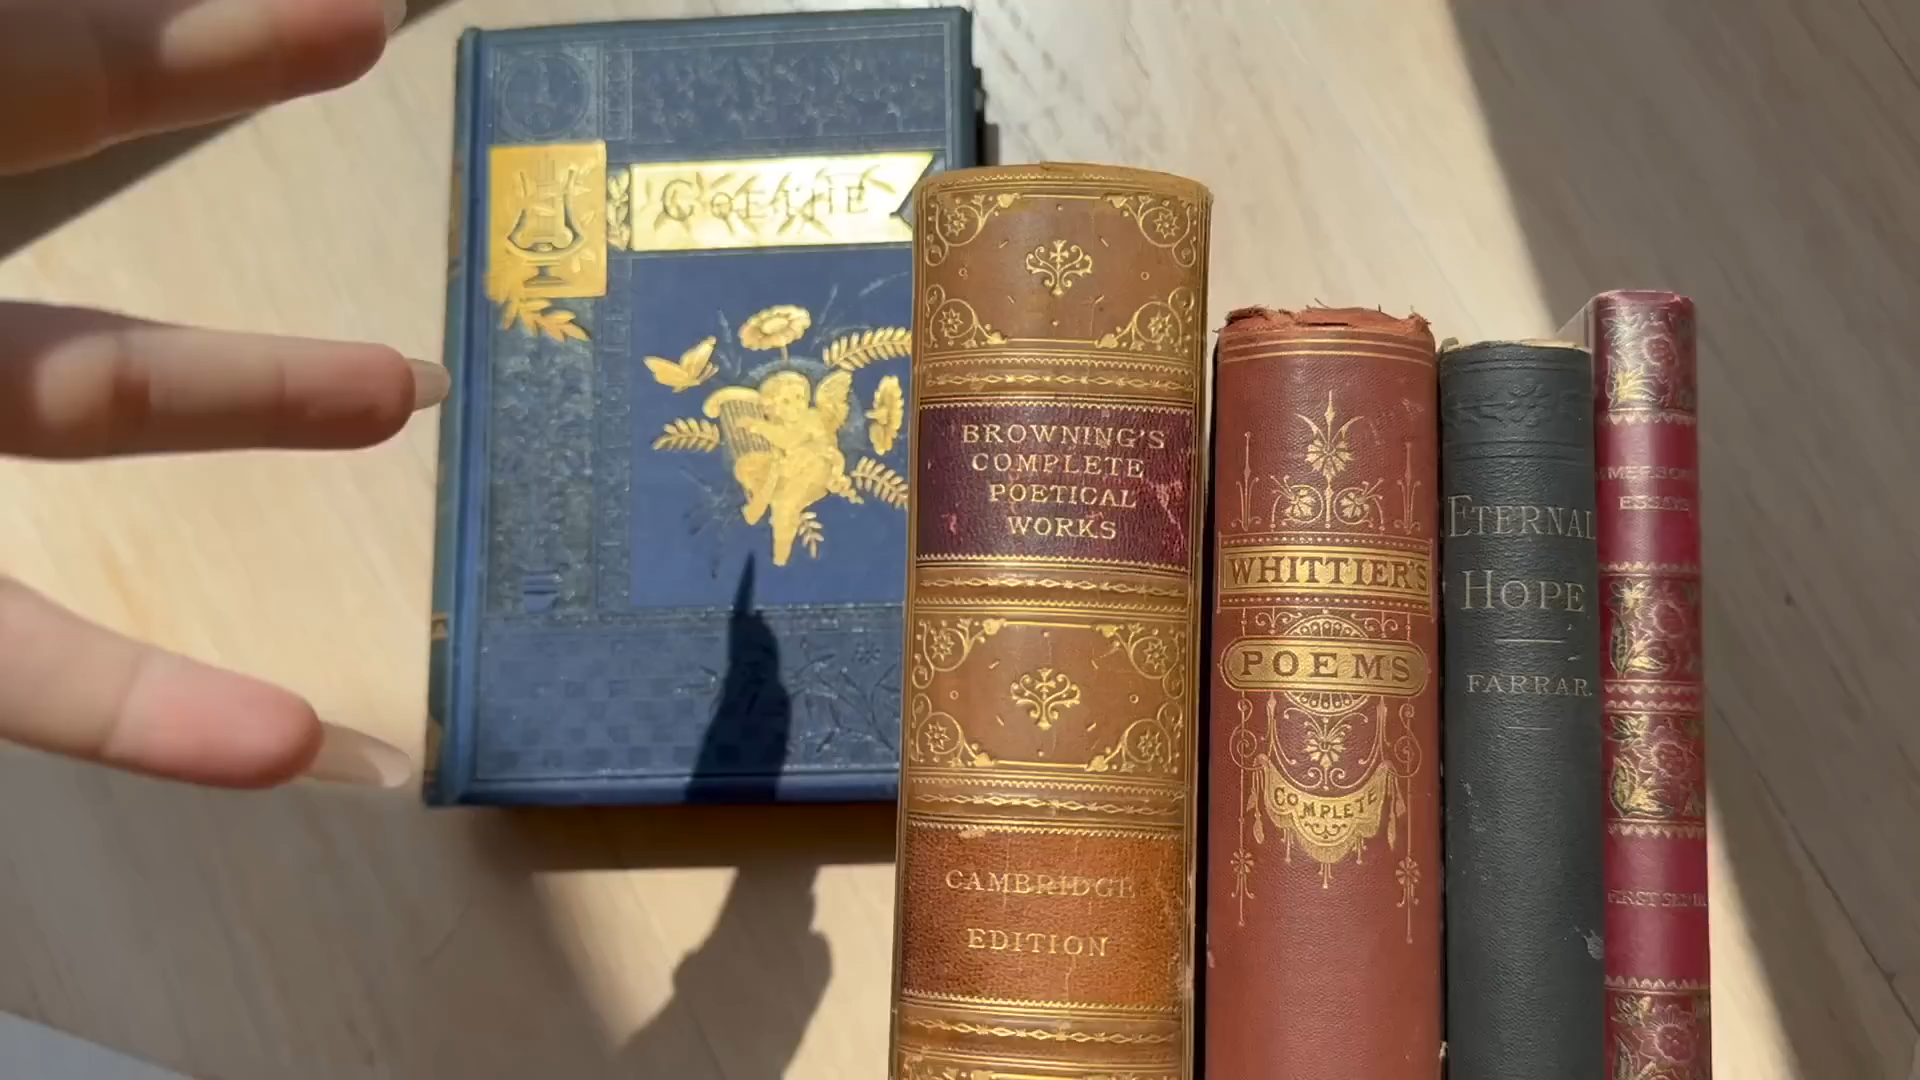 GOETHE
BROWNING'S
COMPLETE
POETICAL
WORKS
CAMBRIDGE
EDITION
WHITTIER'S
POEMS
COMPLETE
ETERNAL
HOPE
FARRAR.
EMERSON
ESSAYS
FIRST SERIES